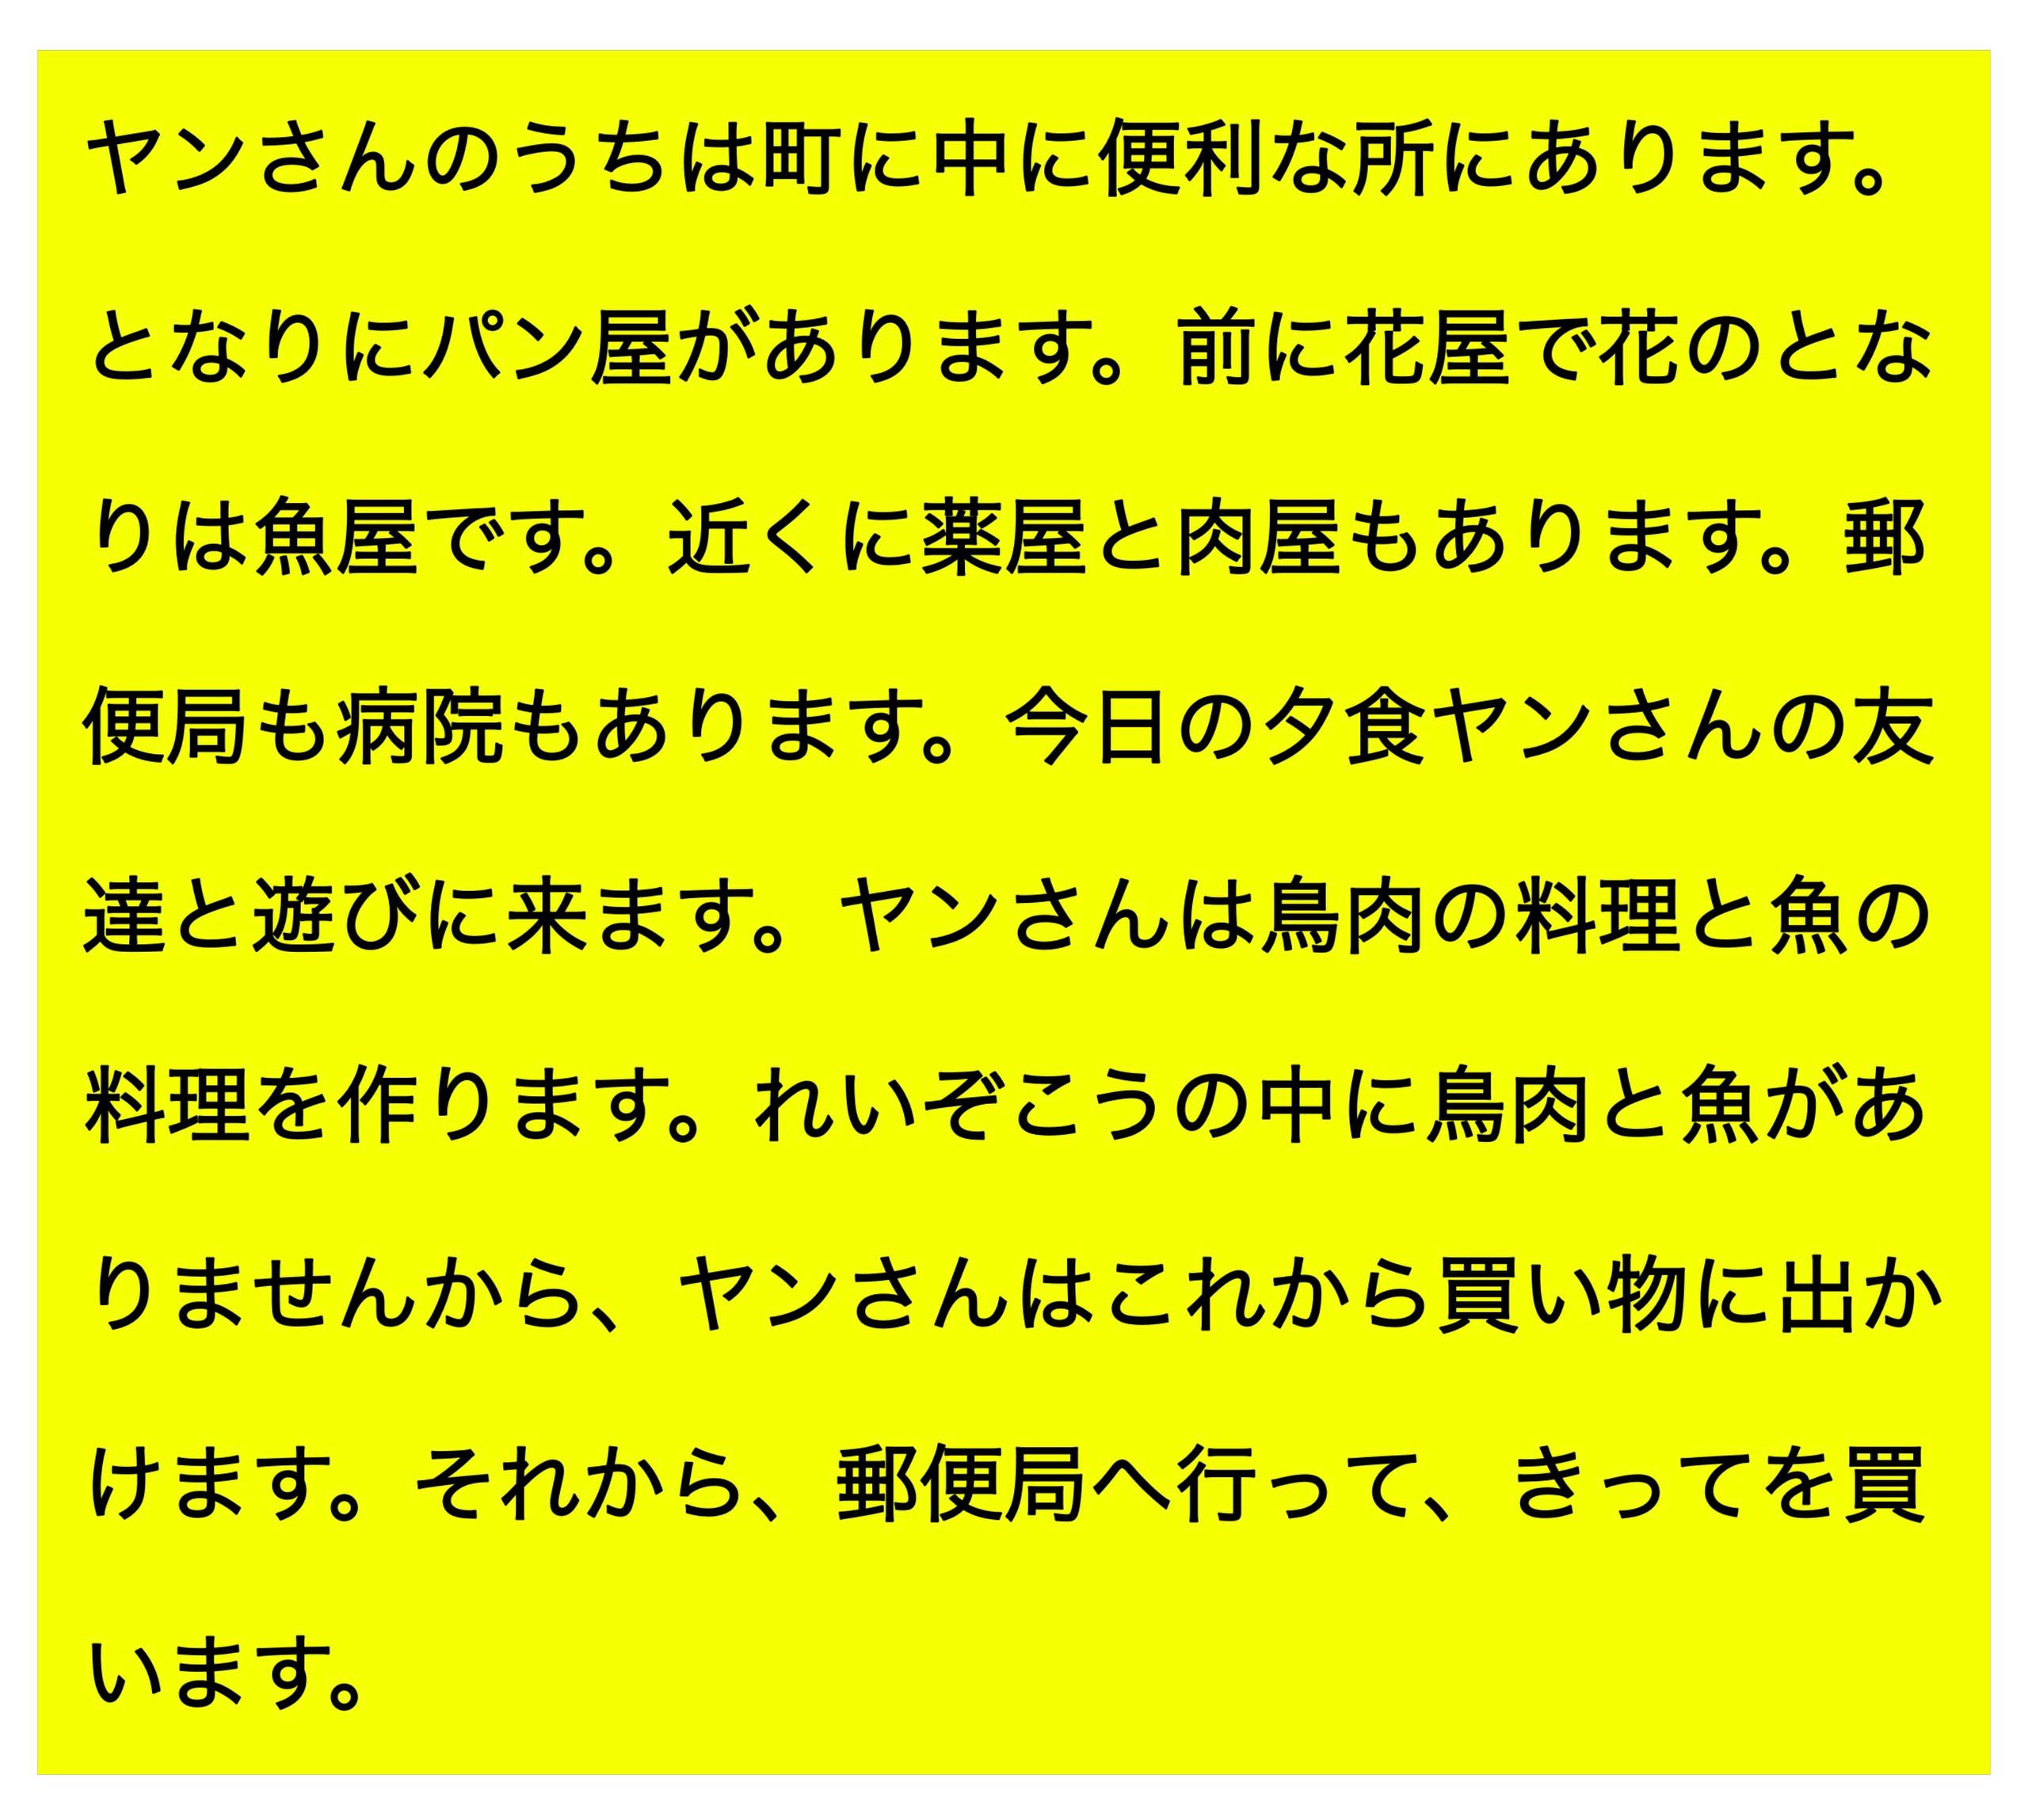 ヤンさんのうちは町に中に便利な所にあります。
となりにパン屋があります。前に花屋で花のとな
りは魚屋です。近くに薬屋と肉屋もあります。郵
便局も病院もあります。今日の夕食ヤンさんの友
達と遊びに来ます。ヤンさんは鳥肉の料理と魚の
料理を作ります。れいぞこうの中に鳥肉と魚があ
りませんから、ヤンさんはこれから買い物に出か
けます。それから、郵便局へ行って、きってを買
います。